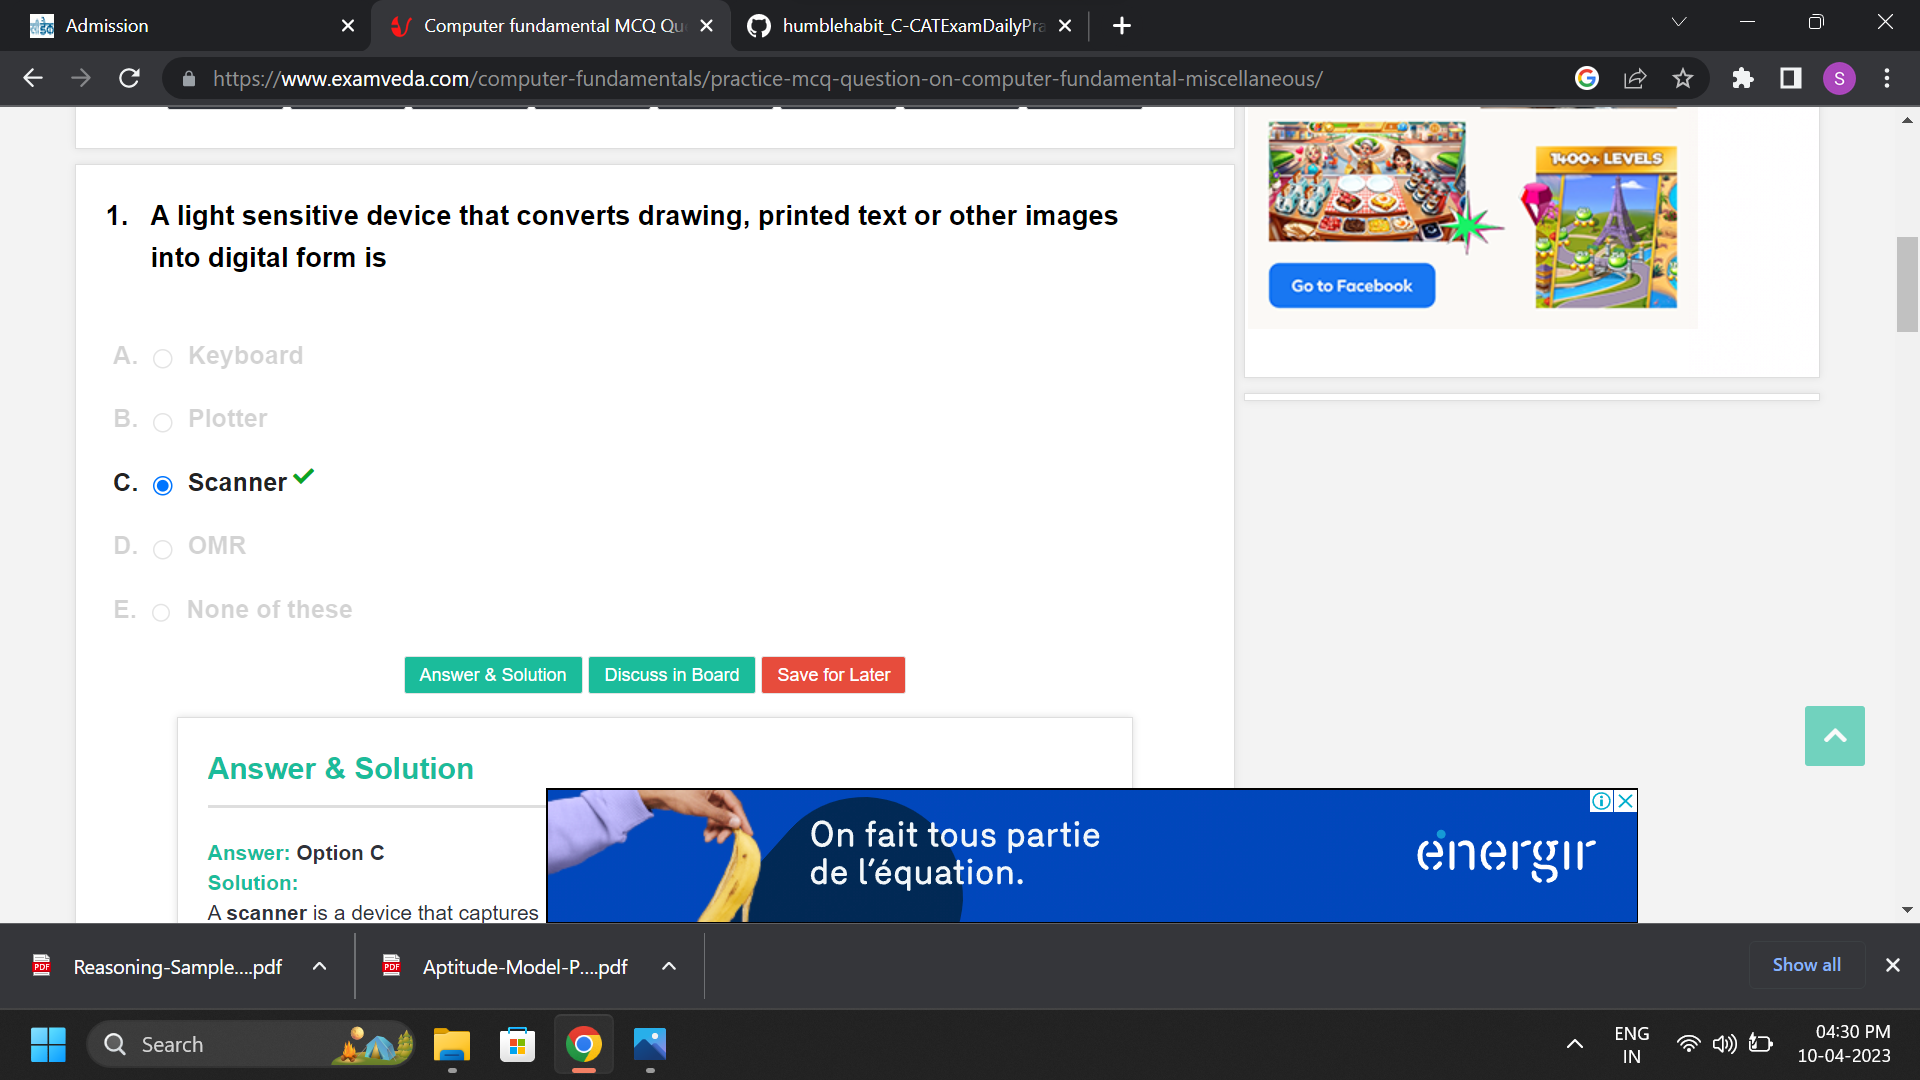 Admission
Computer fundamental MCQ Qu
humblehabit_C-CATExamDailyPra
https://www.examveda.com/computer-fundamentals/practice-mcq-question-on-computer-fundamental-miscellaneous/
S
1. A light sensitive device that converts drawing, printed text or other images
into digital form is
A. Keyboard
B. Plotter
C. Scanner
D. OMR
E. None of these
Answer & Solution
Discuss in Board
Save for Later
Answer & Solution
Answer: Option C
Solution:
A scanner is a device that captures
1400+ LEVELS
Go to Facebook
On fait tous partie
de l'équation.
énergir
Reasoning-Sample....pdf
Aptitude-Model-P....pdf
Show all
Search
ENG
IN
04:30 PM
10-04-2023